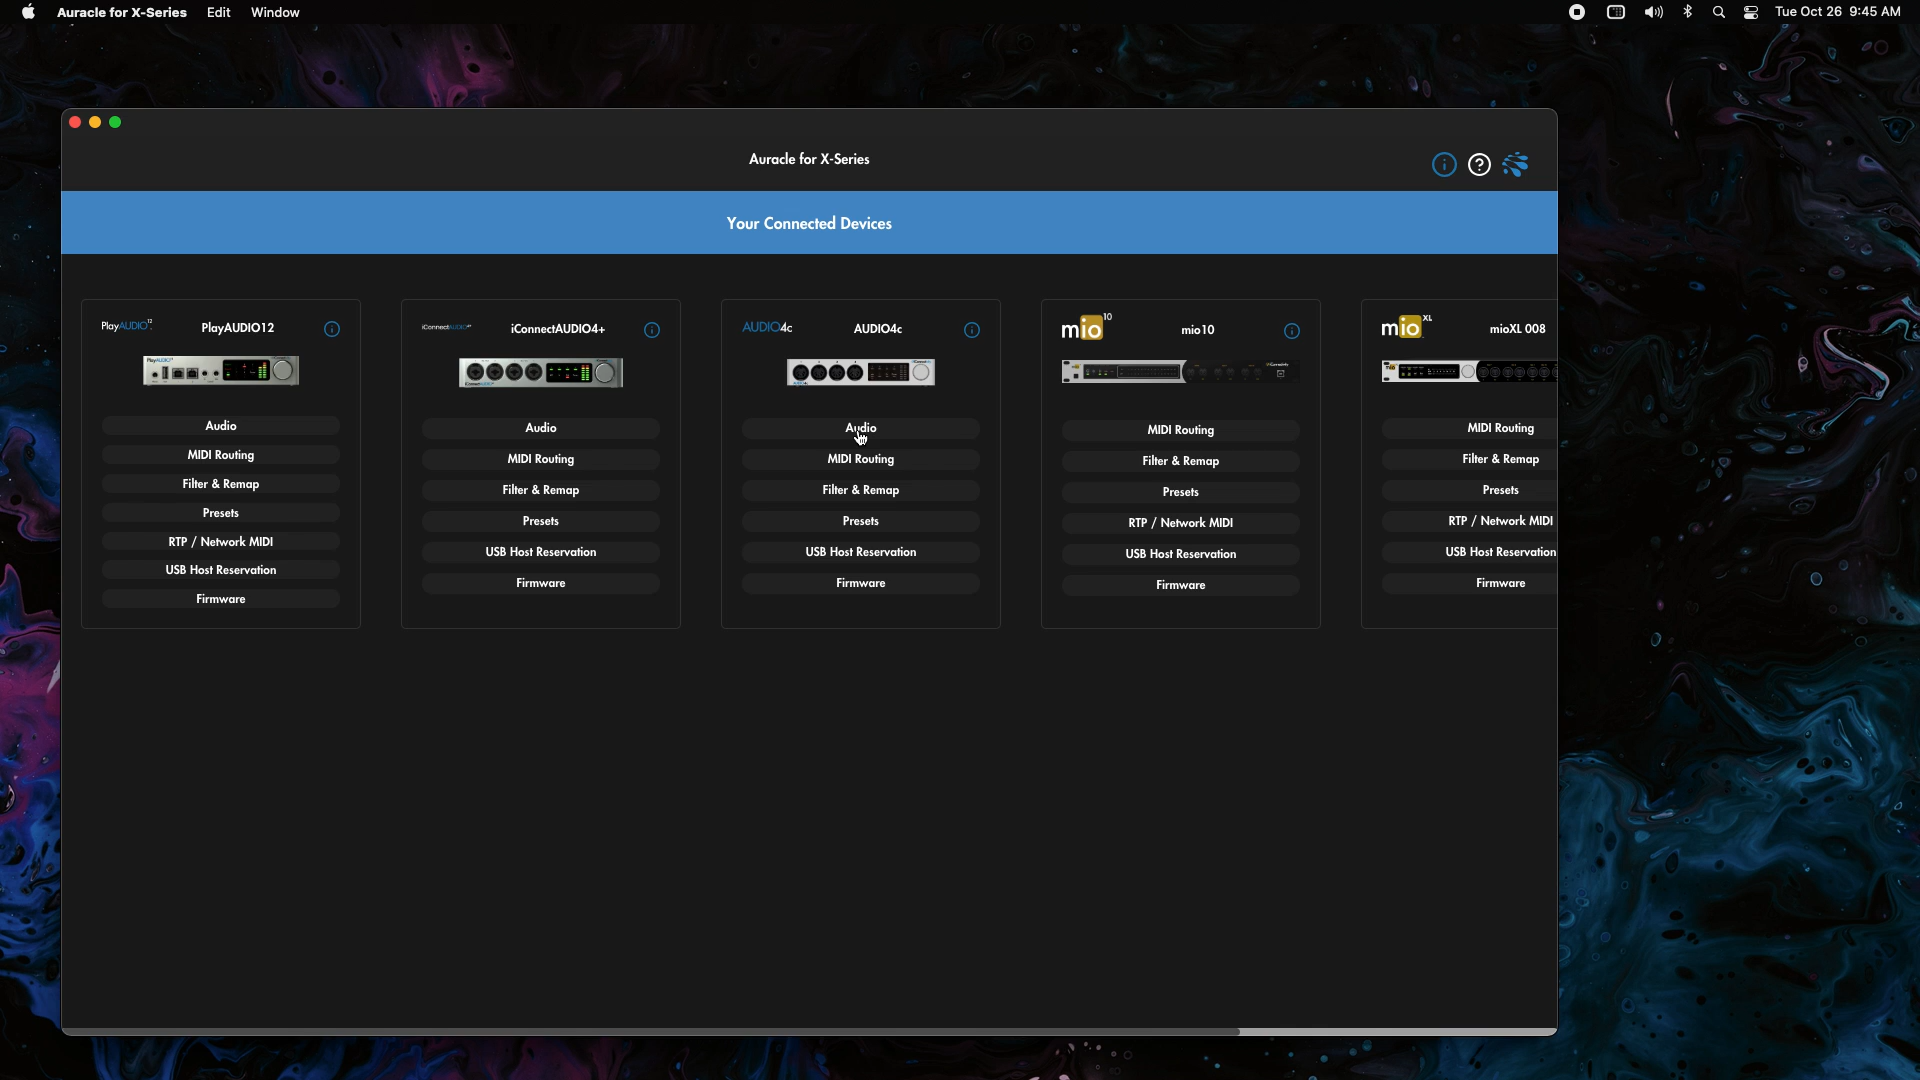 Auracle for X-Series Edit Window Tue Oct 26 9:45 AM
Auracle for X-Series
Your Connected Devices
PlayAUDIO12 PlayAUDIO12
Audio
MIDI Routing
Filter & Remap
Presets
RTP / Network MIDI
USB Host Reservation
Firmware
iConnectAUDIO4+ iConnectAUDIO4+
Audio
MIDI Routing
Filter & Remap
Presets
USB Host Reservation
Firmware
AUDIO4c AUDIO4c
Audio
MIDI Routing
Filter & Remap
Presets
USB Host Reservation
Firmware
mio10 mio10
MIDI Routing
Filter & Remap
Presets
RTP / Network MIDI
USB Host Reservation
Firmware
mioXL mioXL 008
MIDI Routing
Filter & Remap
Presets
RTP / Network MIDI
USB Host Reservation
Firmware